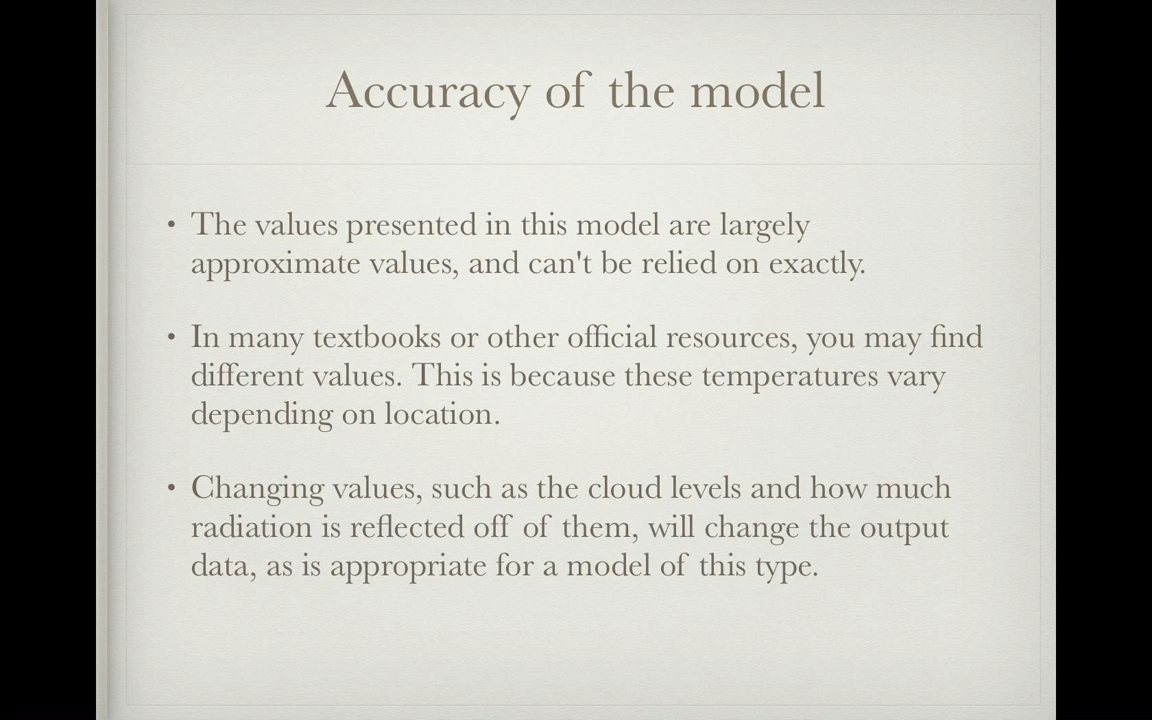 Accuracy of the model
• The values presented in this model are largely
approximate values, and can't be relied on exactly.
• In many textbooks or other official resources, you may find
different values. This is because these temperatures vary
depending on location.
• Changing values, such as the cloud levels and how much
radiation is reflected off of them, will change the output
data, as is appropriate for a model of this type.